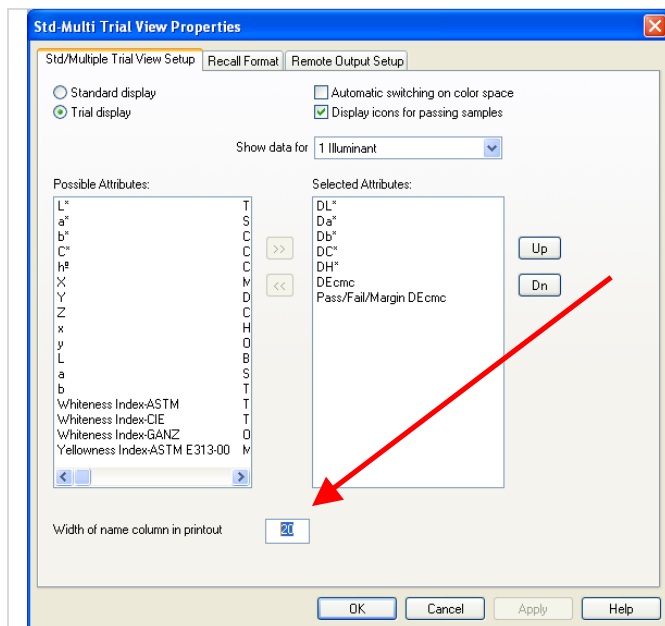 Std-Multi Trial View Properties
Std/Multiple Trial View Setup Recall Format Remote Output Setup
Standard display Automatic switching on color space
Trial display Display icons for passing samples
Show data for 1 Illuminant
Possible Attributes: Selected Attributes:
L* T DL*
a* S Da*
b* C Db*
C* C DC*
hº C DH*
X M DEcmc
Y D Pass/Fail/Margin DEcmc
Z C
x H
y O
L B
a S
b T
Whiteness Index-ASTM T
Whiteness Index-CIE T
Whiteness Index-GANZ O
Yellowness Index-ASTM E313-00 M
>>
<<
Up
Dn
Width of name column in printout 20
OK Cancel Apply Help